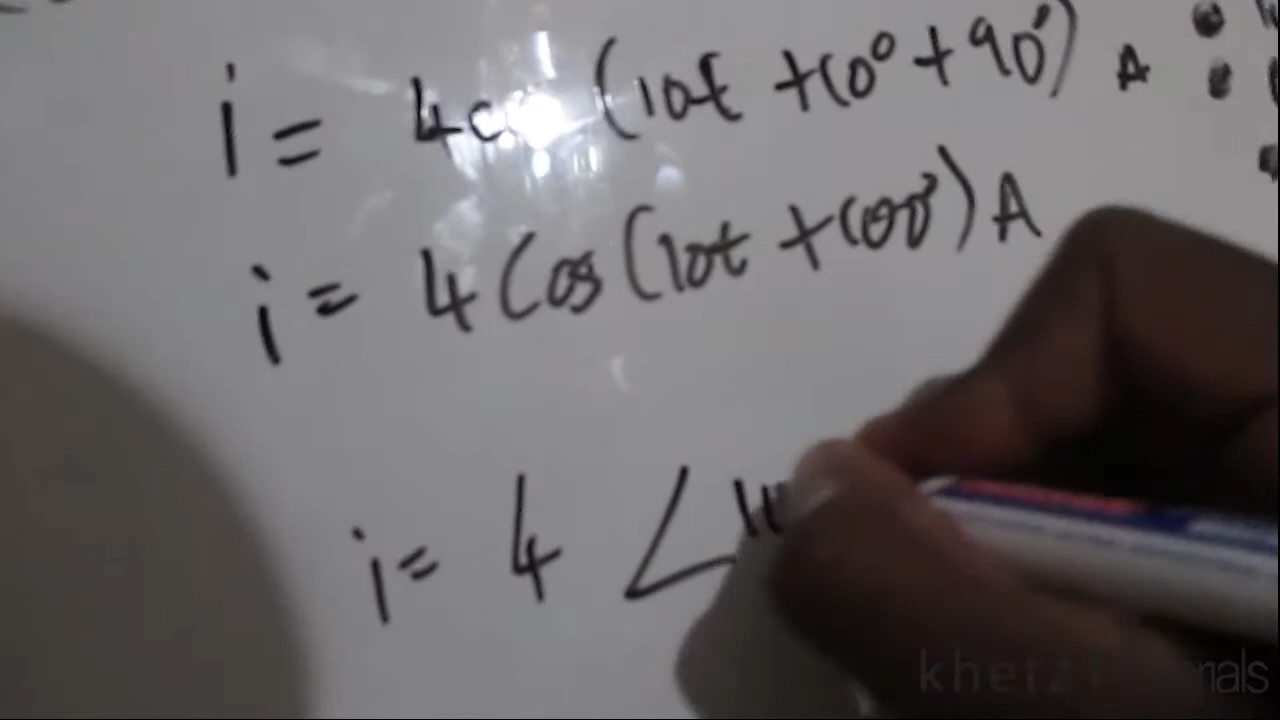 i = 4cos (10t +10° + 90°) A
i = 4 Cos (10t +100°) A
i = 4 ∠